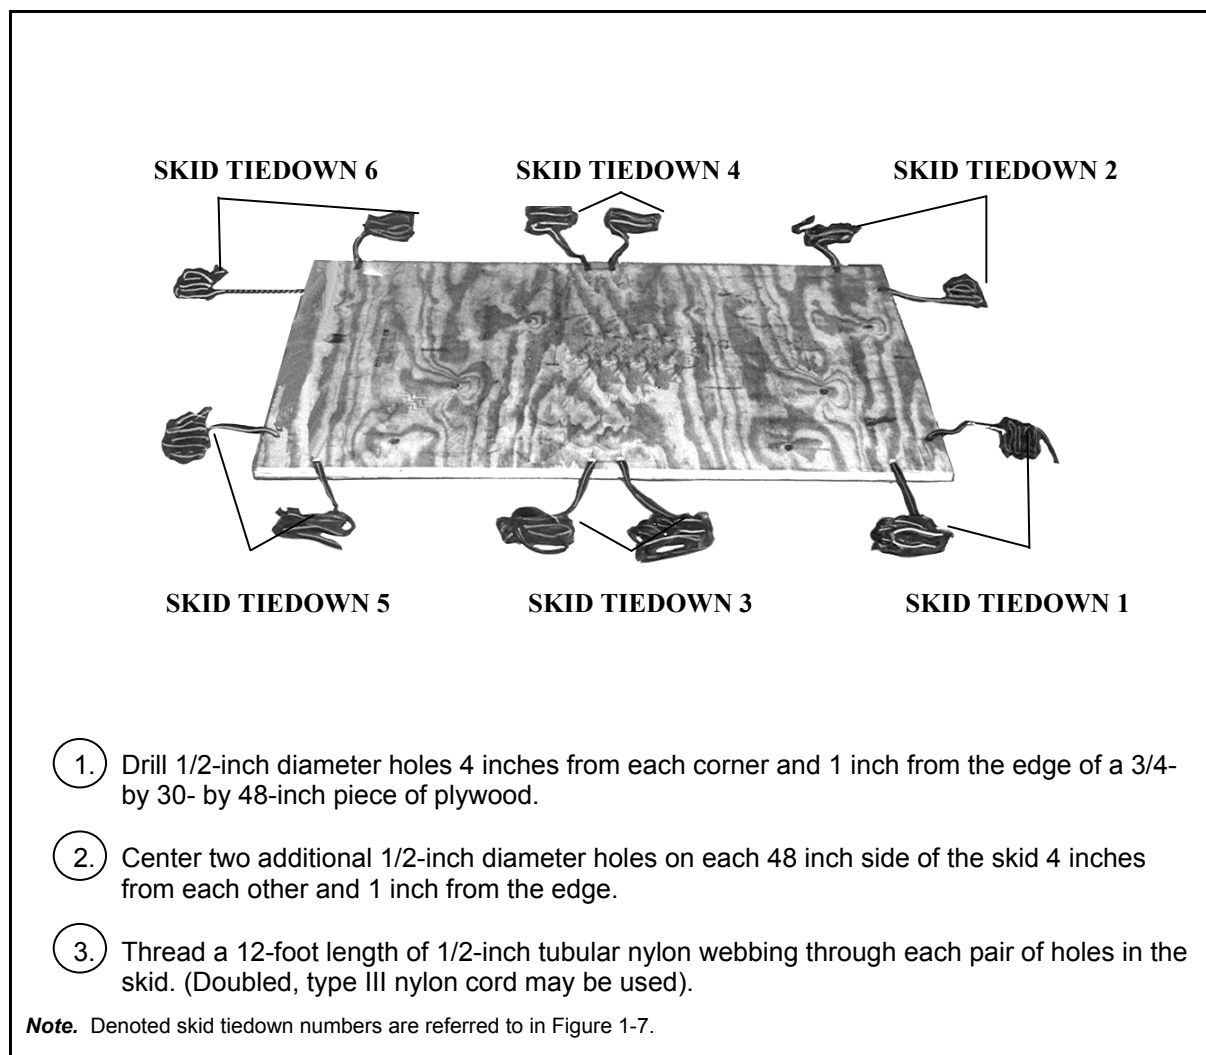 SKID TIEDOWN 6 SKID TIEDOWN 4 SKID TIEDOWN 2
SKID TIEDOWN 5 SKID TIEDOWN 3 SKID TIEDOWN 1
1. Drill 1/2-inch diameter holes 4 inches from each corner and 1 inch from the edge of a 3/4-
by 30- by 48-inch piece of plywood.
2. Center two additional 1/2-inch diameter holes on each 48 inch side of the skid 4 inches
from each other and 1 inch from the edge.
3. Thread a 12-foot length of 1/2-inch tubular nylon webbing through each pair of holes in the
skid. (Doubled, type III nylon cord may be used).
Note. Denoted skid tiedown numbers are referred to in Figure 1-7.